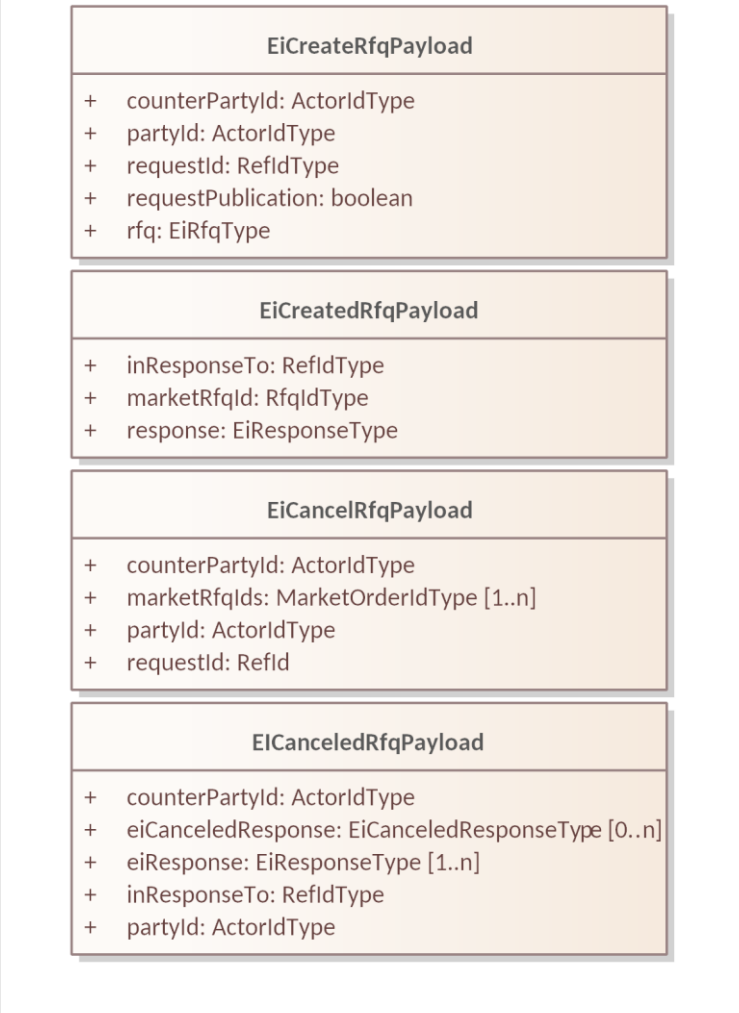 EiCreateRfqPayload
+ counterPartyId: ActorIdType
+ partyId: ActorIdType
+ requestId: RefIdType
+ requestPublication: boolean
+ rfq: EiRfqType
EiCreatedRfqPayload
+ inResponseTo: RefIdType
+ marketRfqId: RfqIdType
+ response: EiResponseType
EiCancelRfqPayload
+ counterPartyId: ActorIdType
+ marketRfqIds: MarketOrderIdType [1..n]
+ partyId: ActorIdType
+ requestId: RefId
EICanceledRfqPayload
+ counterPartyId: ActorIdType
+ eiCanceledResponse: EiCanceledResponseType [0..n]
+ eiResponse: EiResponseType [1..n]
+ inResponseTo: RefIdType
+ partyId: ActorIdType